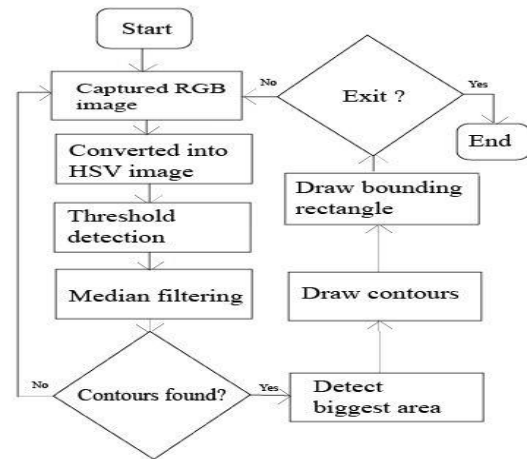 Start
Captured RGB
image
Converted into
HSV image
Threshold
detection
Median filtering
Contours found?
No
Yes
Detect
biggest area
Draw contours
Draw bounding
rectangle
Exit ?
No
Yes
End